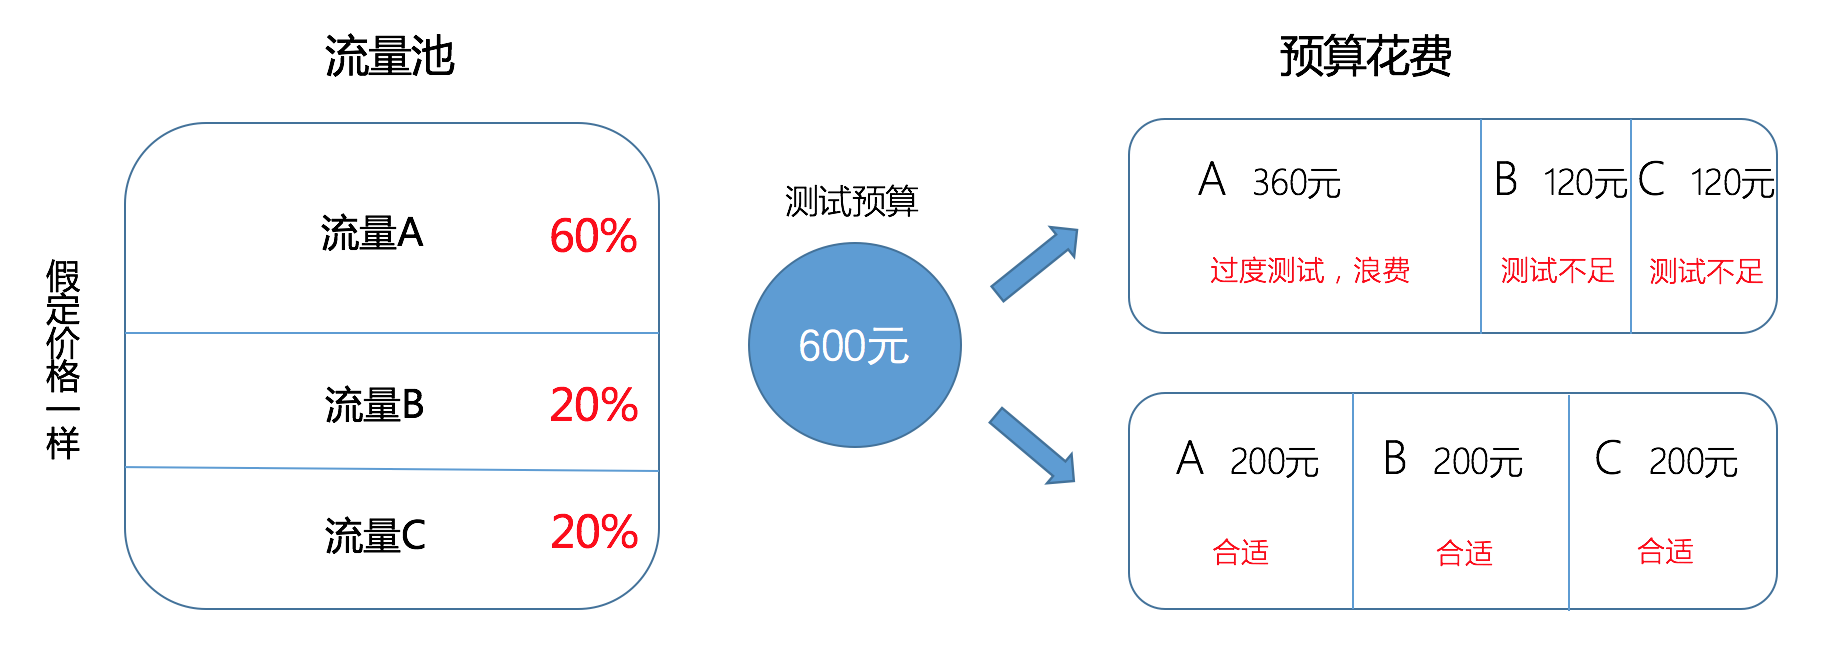 流量池
预算花费
假定价格一样
流量A 60%
流量B 20%
流量C 20%
测试预算
600元
A 360元
B 120元
C 120元
过度测试，浪费
测试不足
测试不足
A 200元
B 200元
C 200元
合适
合适
合适